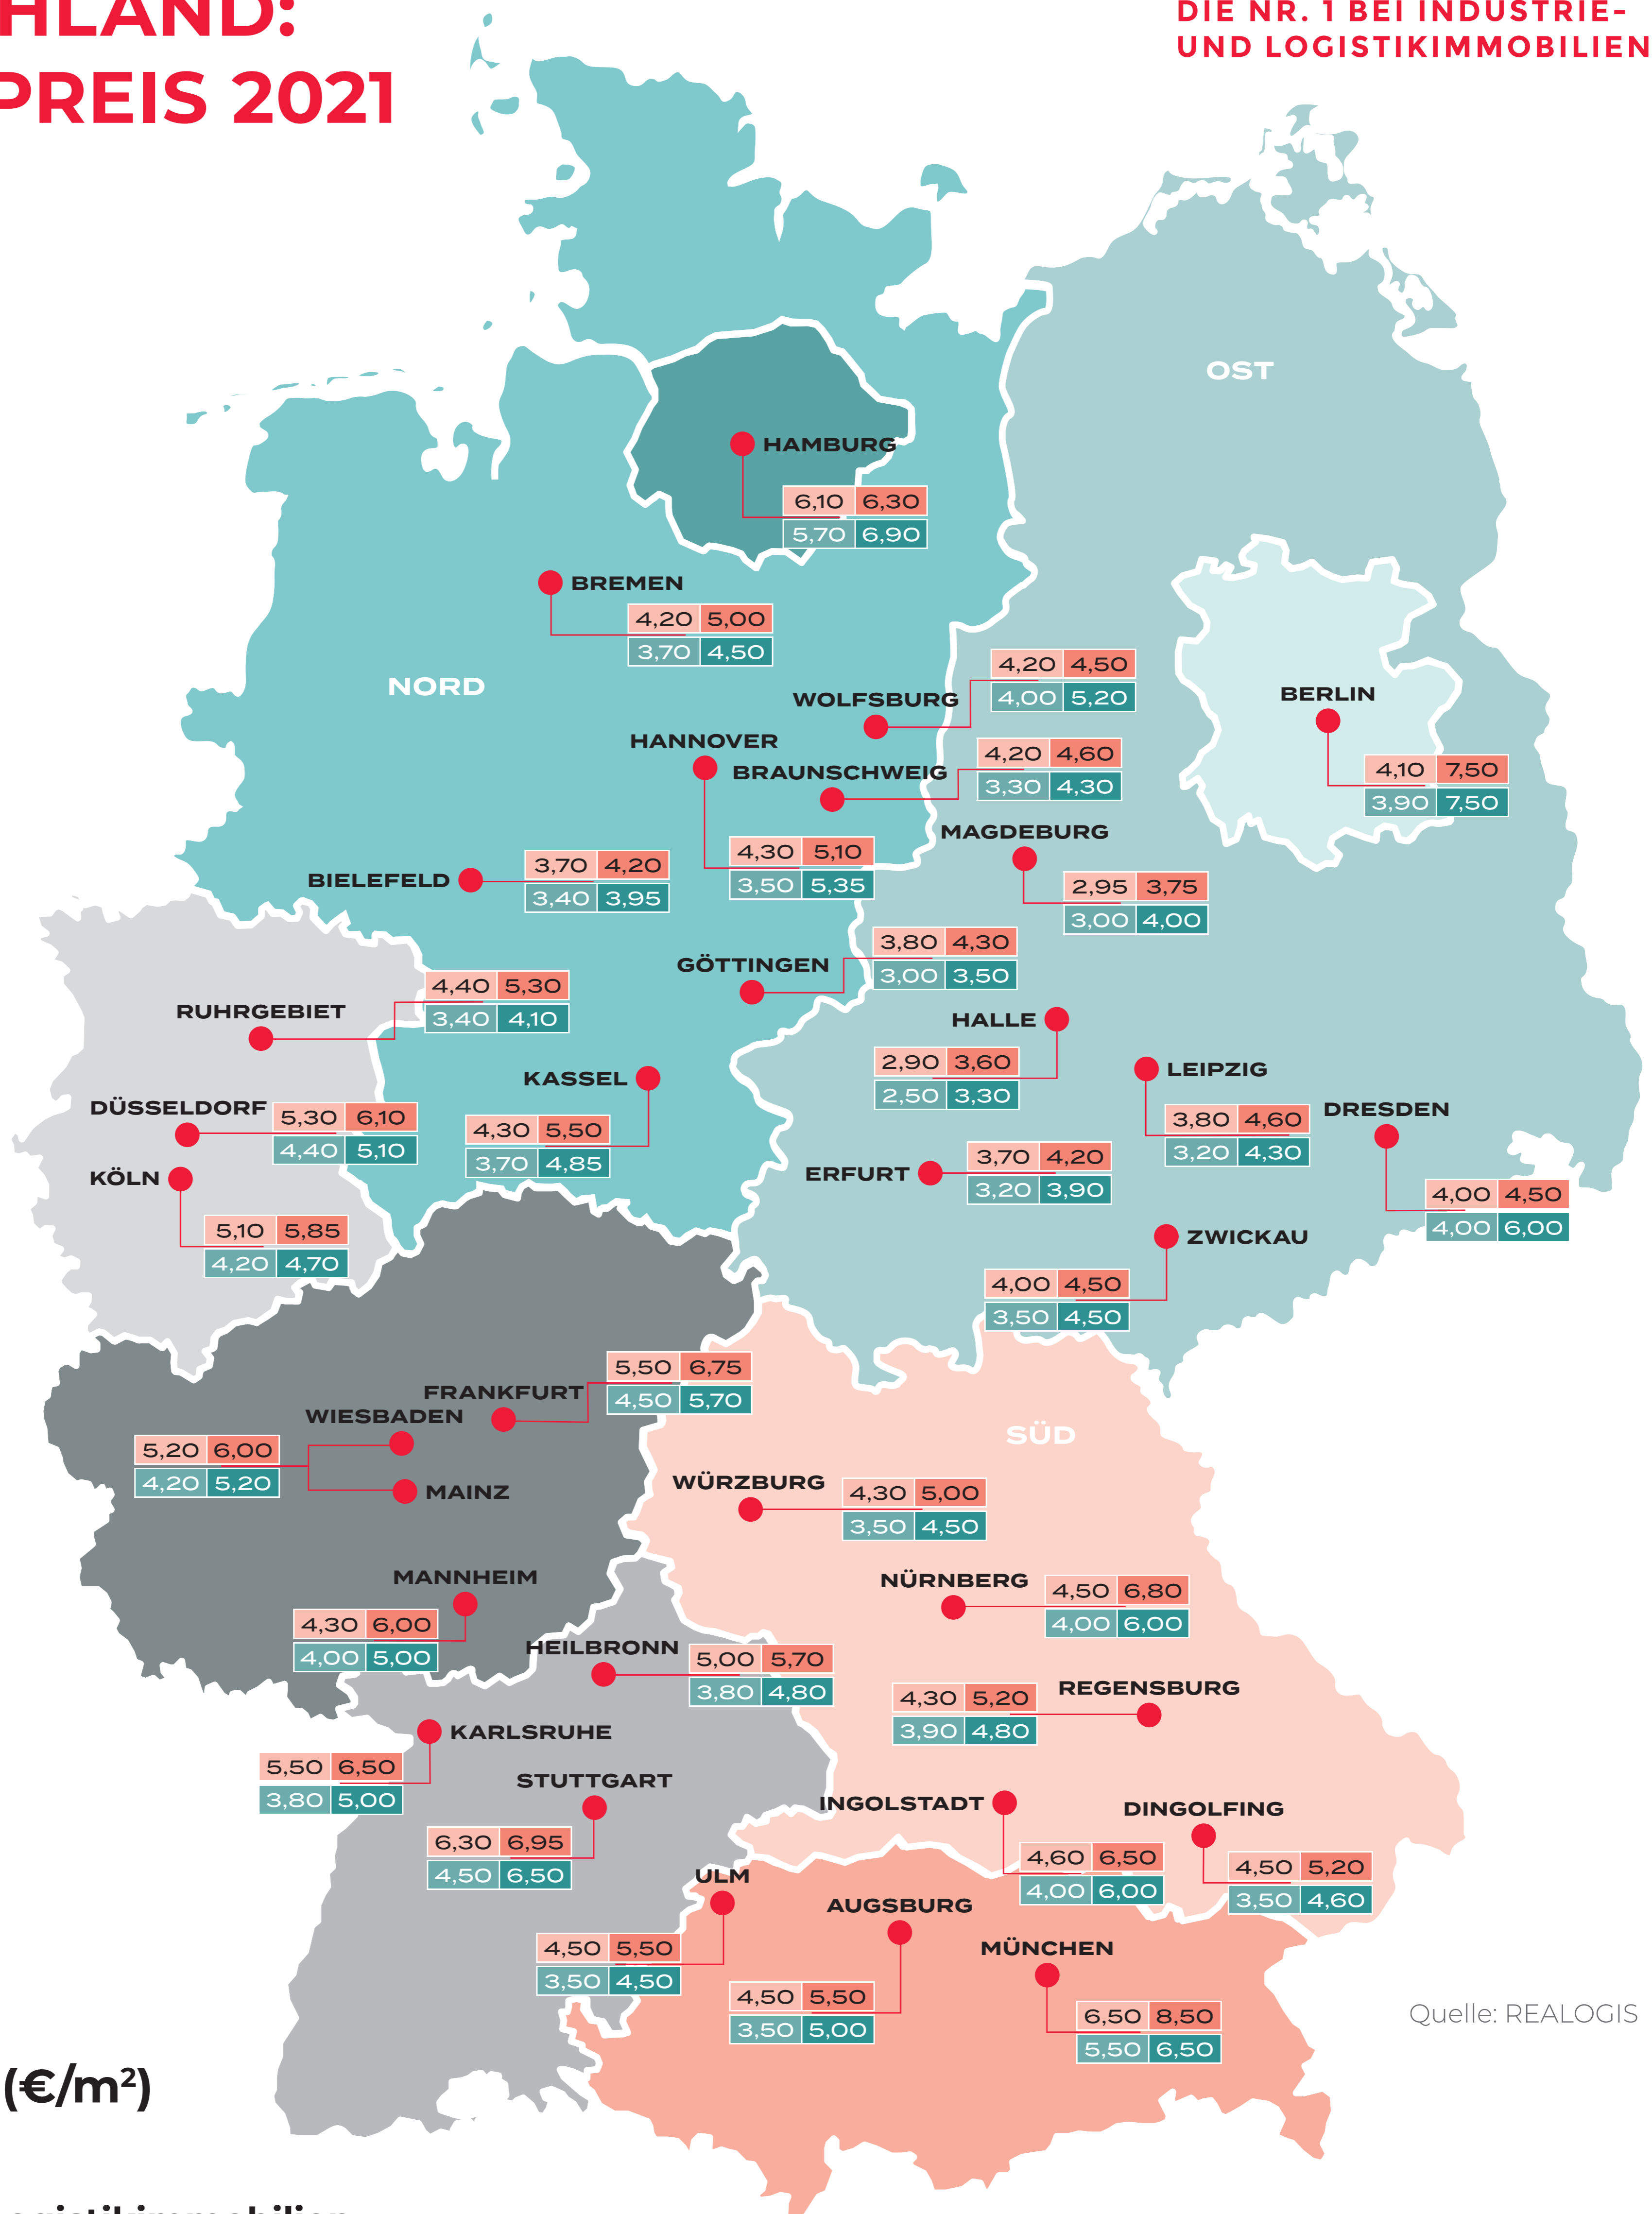 HLAND:
PREIS 2021
DIE NR. 1 BEI INDUSTRIE-
UND LOGISTIKIMMOBILIEN
OST
HAMBURG
6,10 6,30
5,70 6,90
BREMEN
4,20 5,00
3,70 4,50
NORD
WOLFSBURG
4,20 4,50
4,00 5,20
BERLIN
4,10 7,50
3,90 7,50
HANNOVER
4,30 5,10
3,50 5,35
BRAUNSCHWEIG
4,20 4,60
3,30 4,30
MAGDEBURG
2,95 3,75
3,00 4,00
BIELEFELD
3,70 4,20
3,40 3,95
GÖTTINGEN
3,80 4,30
3,00 3,50
RUHRGEBIET
4,40 5,30
3,40 4,10
HALLE
2,90 3,60
2,50 3,30
KASSEL
4,30 5,50
3,70 4,85
LEIPZIG
3,80 4,60
3,20 4,30
DRESDEN
4,00 4,50
4,00 6,00
DÜSSELDORF
5,30 6,10
4,40 5,10
KÖLN
5,10 5,85
4,20 4,70
ERFURT
3,70 4,20
3,20 3,90
ZWICKAU
4,00 4,50
3,50 4,50
FRANKFURT
5,50 6,75
4,50 5,70
WIESBADEN
5,20 6,00
4,20 5,20
MAINZ
SÜD
WÜRZBURG
4,30 5,00
3,50 4,50
MANNHEIM
4,30 6,00
4,00 5,00
NÜRNBERG
4,50 6,80
4,00 6,00
HEILBRONN
5,00 5,70
3,80 4,80
REGENSBURG
4,30 5,20
3,90 4,80
KARLSRUHE
5,50 6,50
3,80 5,00
STUTTGART
6,30 6,95
4,50 6,50
INGOLSTADT
4,60 6,50
4,00 6,00
DINGOLFING
4,50 5,20
3,50 4,60
ULM
4,50 5,50
3,50 4,50
AUGSBURG
4,50 5,50
3,50 5,00
MÜNCHEN
6,50 8,50
5,50 6,50
Quelle: REALOGIS
(€/m²)